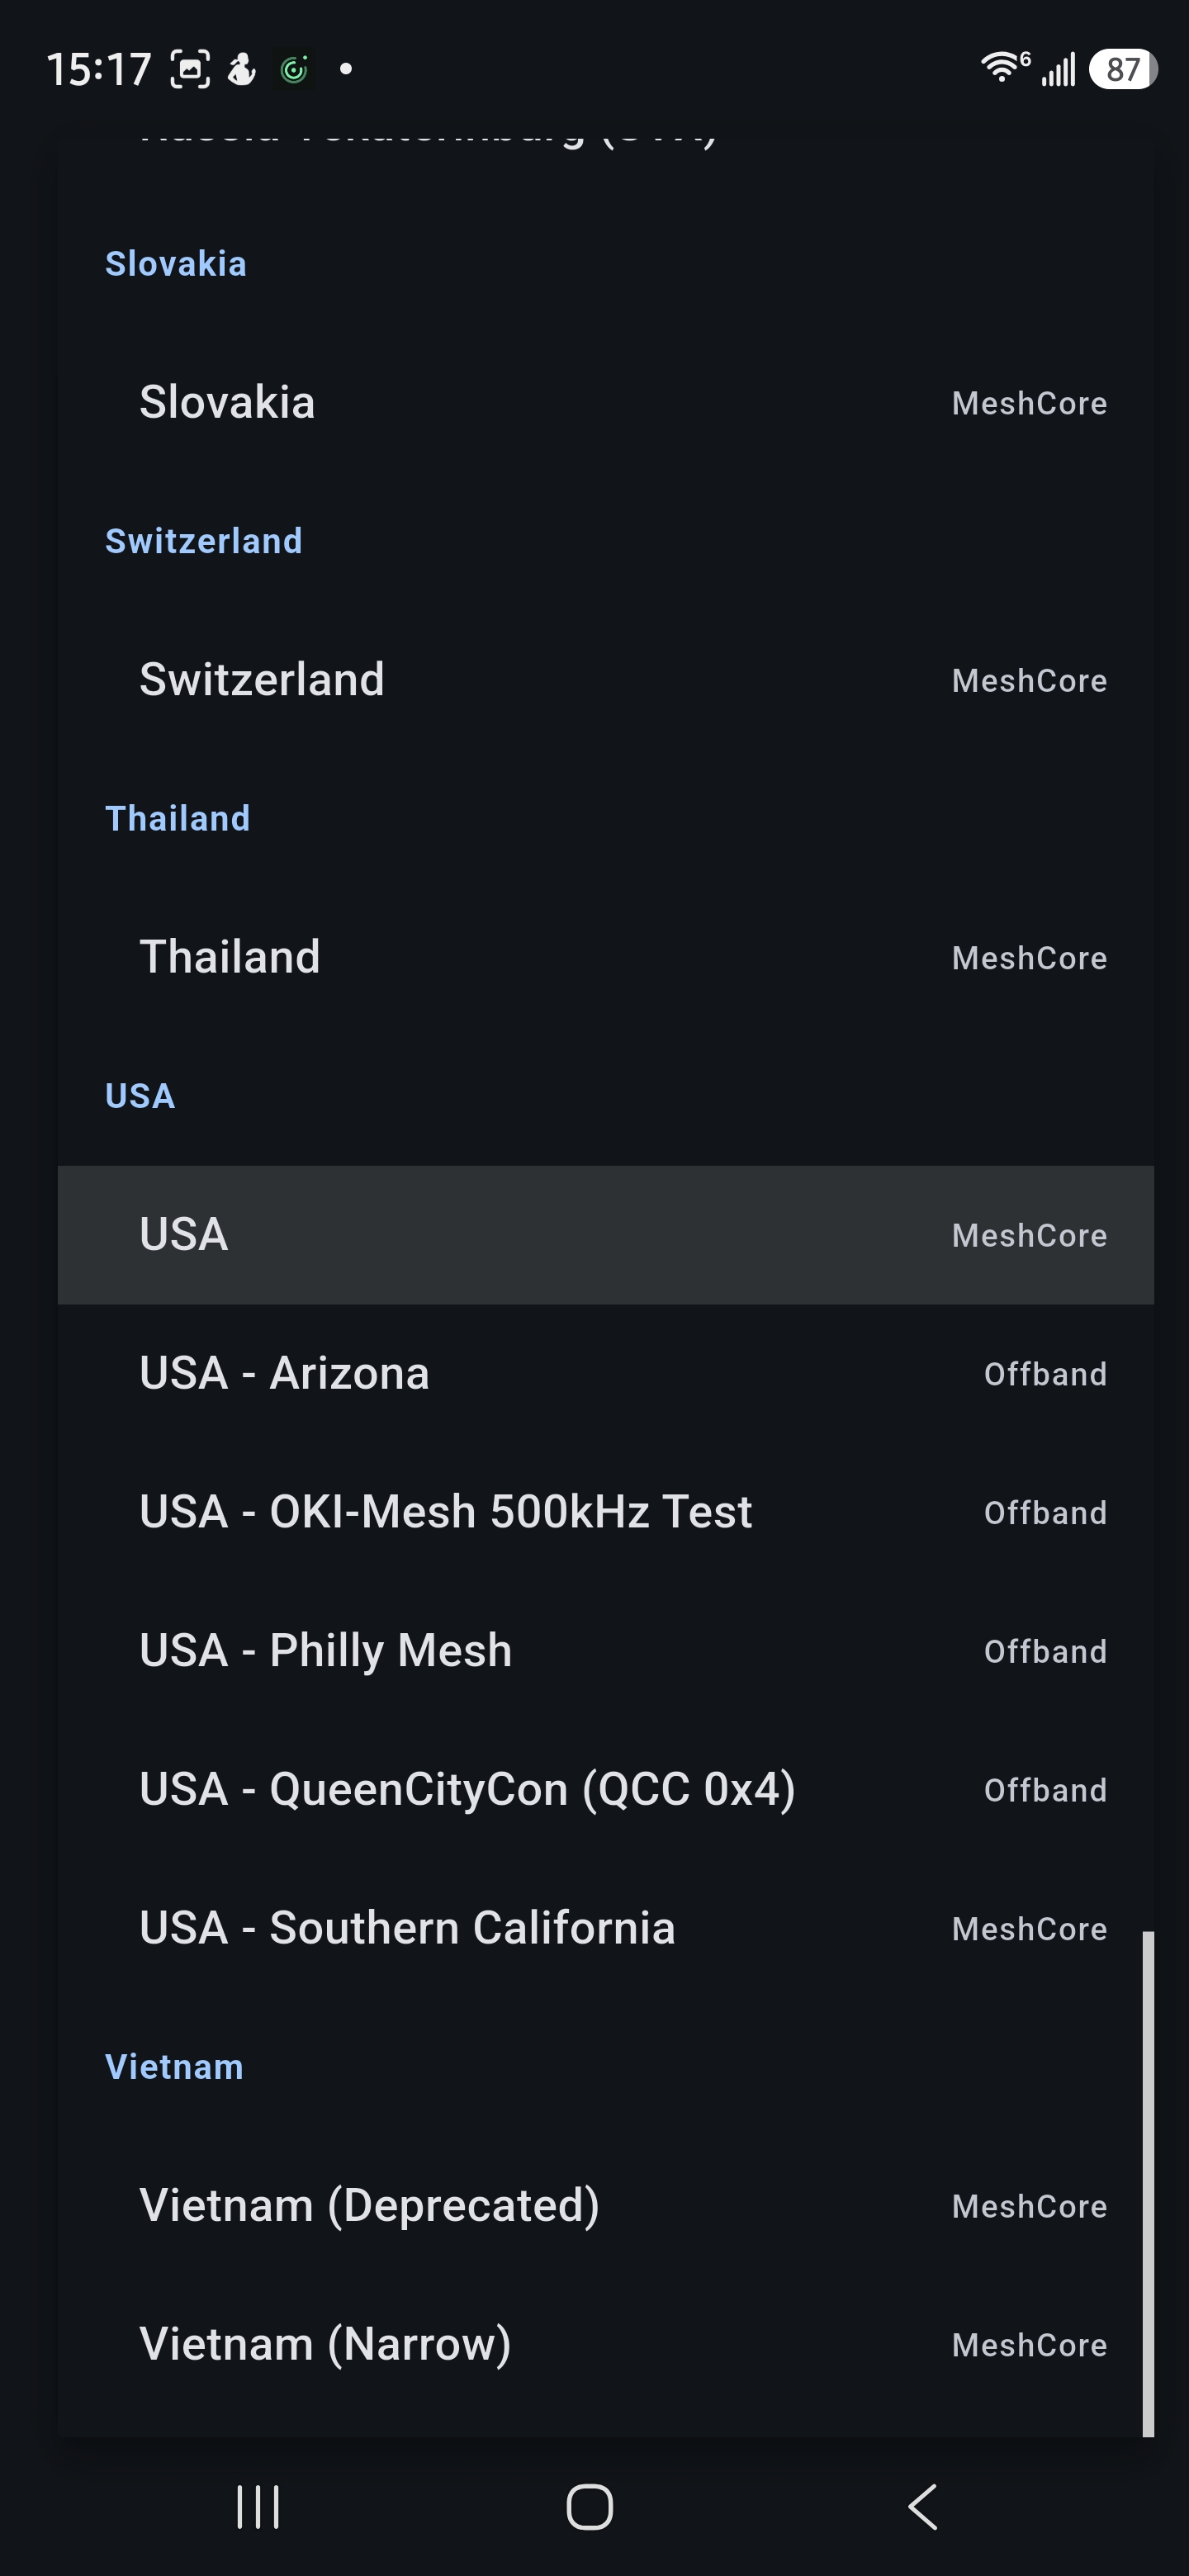 15:17
6
87
Slovakia
Slovakia MeshCore
Switzerland
Switzerland MeshCore
Thailand
Thailand MeshCore
USA
USA MeshCore
USA - Arizona Offband
USA - OKI-Mesh 500kHz Test Offband
USA - Philly Mesh Offband
USA - QueenCityCon (QCC 0x4) Offband
USA - Southern California MeshCore
Vietnam
Vietnam (Deprecated) MeshCore
Vietnam (Narrow) MeshCore